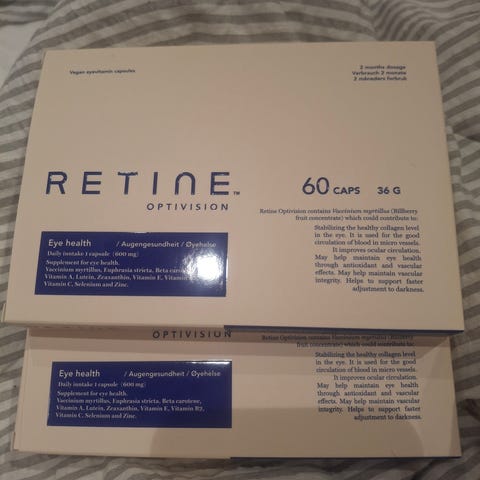 Vegan eyevitamin capsules
2 months dosage
Verbrauch 2 monate
2 måneders forbruk
RETINE™
OPTIVISION
60 CAPS 36 G
Retine Optivision contains Vaccinium myrtillus (Billberry
fruit concentrate) which could contribute to:
Stabilizing the healthy collagen level
in the eye. It is used for the good
circulation of blood in micro vessels.
It improves ocular circulation.
May help maintain eye health
through antioxidant and vascular
effects. May help maintain vascular
integrity. Helps to support faster
adjustment to darkness.
Eye health / Augengesundheit / Øyehelse
Daily inntake 1 capsule (600 mg)
Supplement for eye health.
Vaccinium myrtillus, Euphrasia stricta, Beta
Vitamin A, Lutein, Zeaxanthin, Vitamin E, Vitamin
Vitamin C, Selenium and Zinc.
OPTIVISION
Retine Optivision contains Vaccinium myrtillus (Billberry
fruit concentrate) which could contribute to:
Stabilizing the healthy collagen level
in the eye. It is used for the good
circulation of blood in micro vessels.
It improves ocular circulation.
May help maintain eye health
through antioxidant and vascular
effects. May help maintain vascular
integrity. Helps to support faster
adjustment to darkness.
Eye health / Augengesundheit / Øyehelse
Daily inntake 1 capsule (600 mg)
Supplement for eye health.
Vaccinium myrtillus, Euphrasia stricta, Beta carotene,
Vitamin A, Lutein, Zeaxanthin, Vitamin E, Vitamin B2,
Vitamin C, Selenium and Zinc.